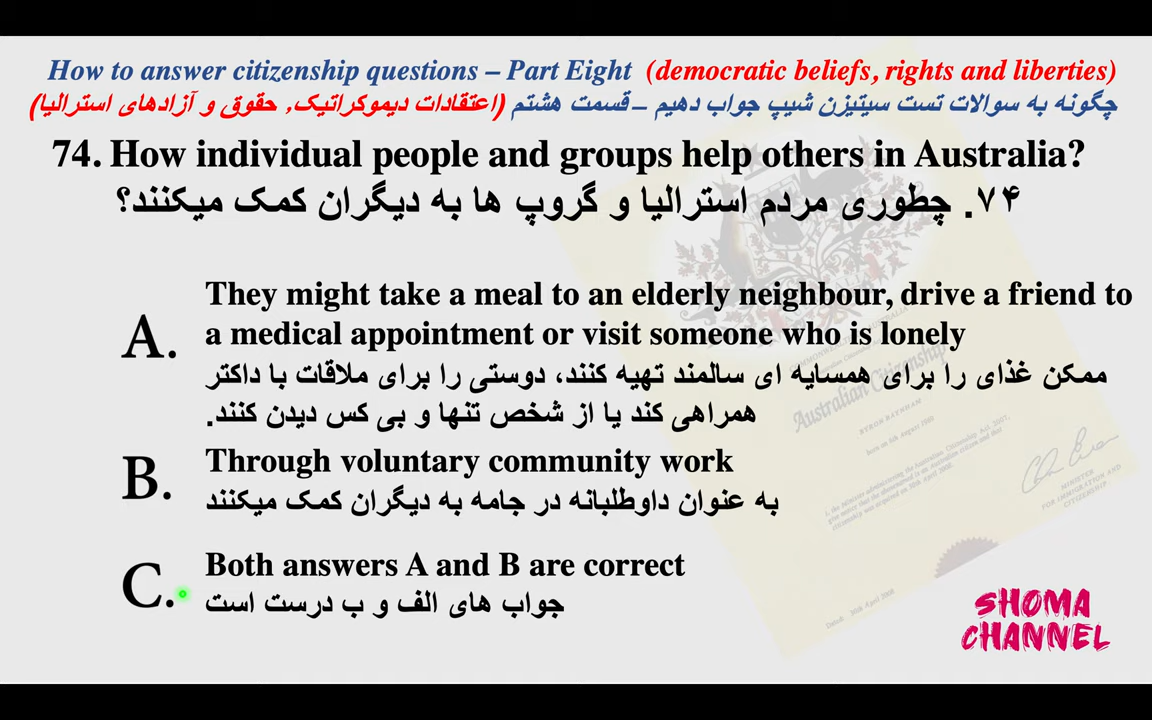 How to answer citizenship questions – Part Eight (democratic beliefs, rights and liberties)
چگونه به سوالات تست سیتیزن شیپ جواب دهیم – قسمت هشتم (اعتقادات دیموکراتیک, حقوق و آزادهای استرالیا)
74. How individual people and groups help others in Australia?
۷۴. چطوری مردم استرالیا و گروپ ها به دیگران کمک میکنند؟
A.
They might take a meal to an elderly neighbour, drive a friend to
a medical appointment or visit someone who is lonely
ممکن غذای را برای همسایه ای سالمند تهیه کنند، دوستی را برای ملاقات با داکتر
همراهی کند یا از شخص تنها و بی کس دیدن کنند.
B.
Through voluntary community work
به عنوان داوطلبانه در جامه به دیگران کمک میکنند
C.
Both answers A and B are correct
جواب های الف و ب درست است
Australian Citizenship
SHOMA
CHANNEL